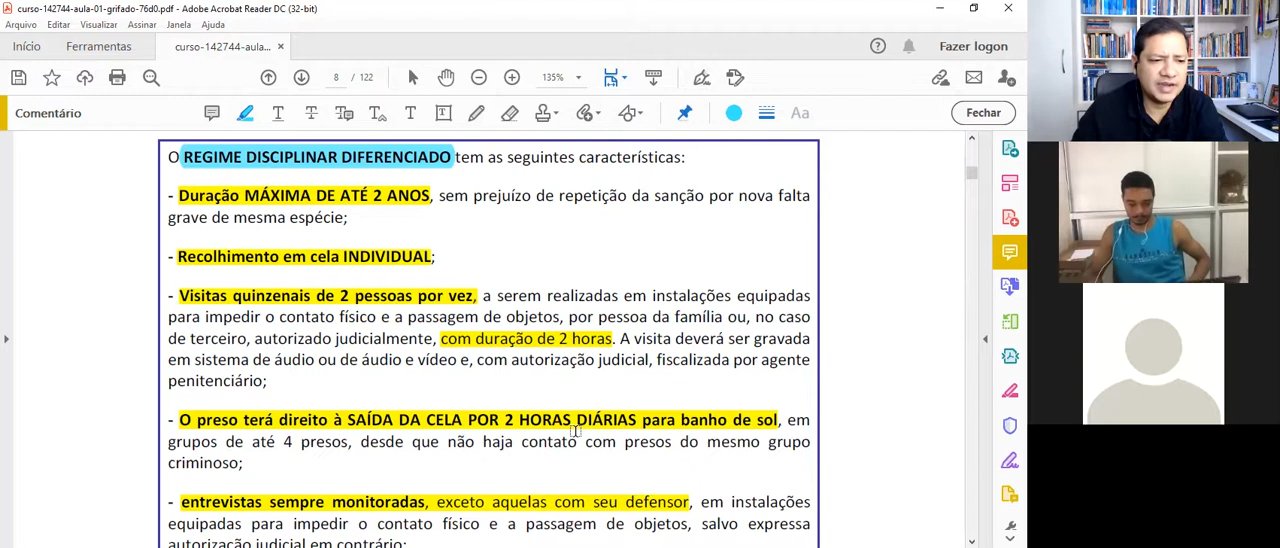 curso-142744-aula-01-grifado-76d0.pdf - Adobe Acrobat Reader DC (32-bit)
Arquivo Editar Visualizar Assinar Janela Ajuda
Início Ferramentas curso-142744-aula... × Fazer logon
8 / 122 135%
Comentário Aa Fechar
O REGIME DISCIPLINAR DIFERENCIADO tem as seguintes características:
- Duração MÁXIMA DE ATÉ 2 ANOS, sem prejuízo de repetição da sanção por nova falta
grave de mesma espécie;
- Recolhimento em cela INDIVIDUAL;
- Visitas quinzenais de 2 pessoas por vez, a serem realizadas em instalações equipadas
para impedir o contato físico e a passagem de objetos, por pessoa da família ou, no caso
de terceiro, autorizado judicialmente, com duração de 2 horas. A visita deverá ser gravada
em sistema de áudio ou de áudio e vídeo e, com autorização judicial, fiscalizada por agente
penitenciário;
- O preso terá direito à SAÍDA DA CELA POR 2 HORAS DIÁRIAS para banho de sol, em
grupos de até 4 presos, desde que não haja contato com presos do mesmo grupo
criminoso;
- entrevistas sempre monitoradas, exceto aquelas com seu defensor, em instalações
equipadas para impedir o contato físico e a passagem de objetos, salvo expressa
autorização judicial em contrário;